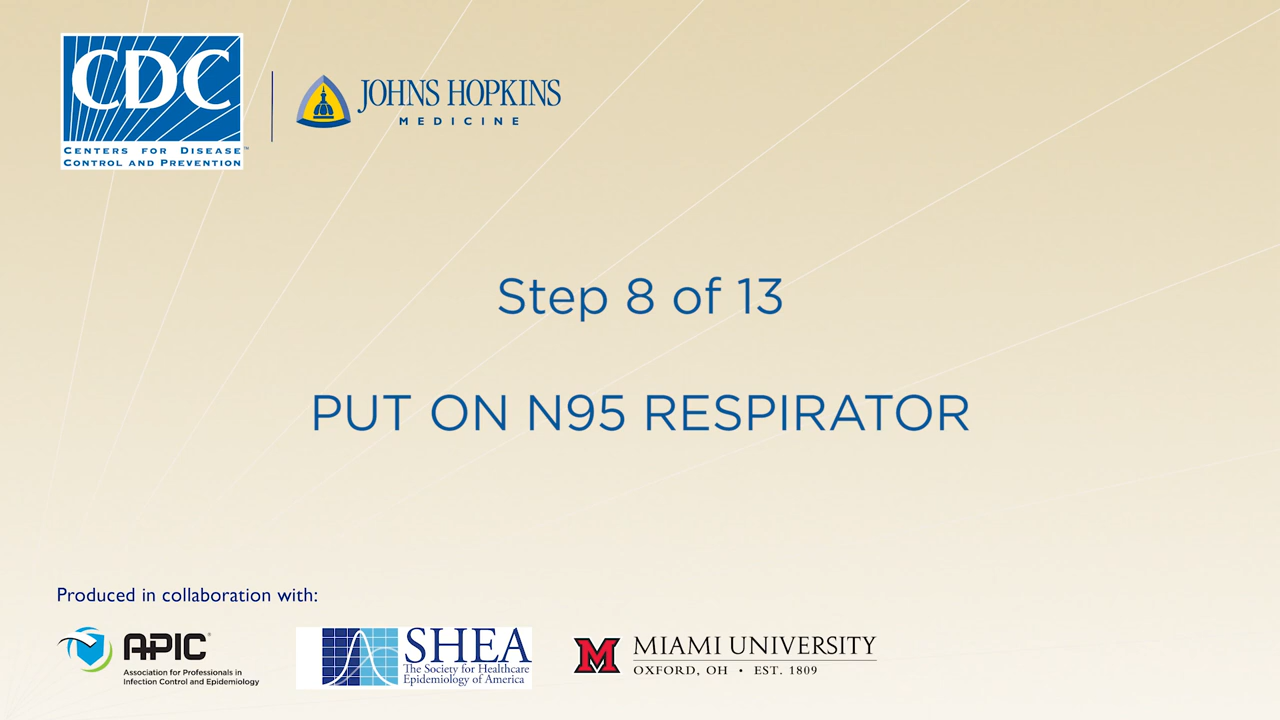 CDC
CENTERS FOR DISEASE™
CONTROL AND PREVENTION
JOHNS HOPKINS
MEDICINE
Step 8 of 13
PUT ON N95 RESPIRATOR
Produced in collaboration with:
APIC®
Association for Professionals in
Infection Control and Epidemiology
SHEA
The Society for Healthcare
Epidemiology of America
M
MIAMI UNIVERSITY
OXFORD, OH • EST. 1809